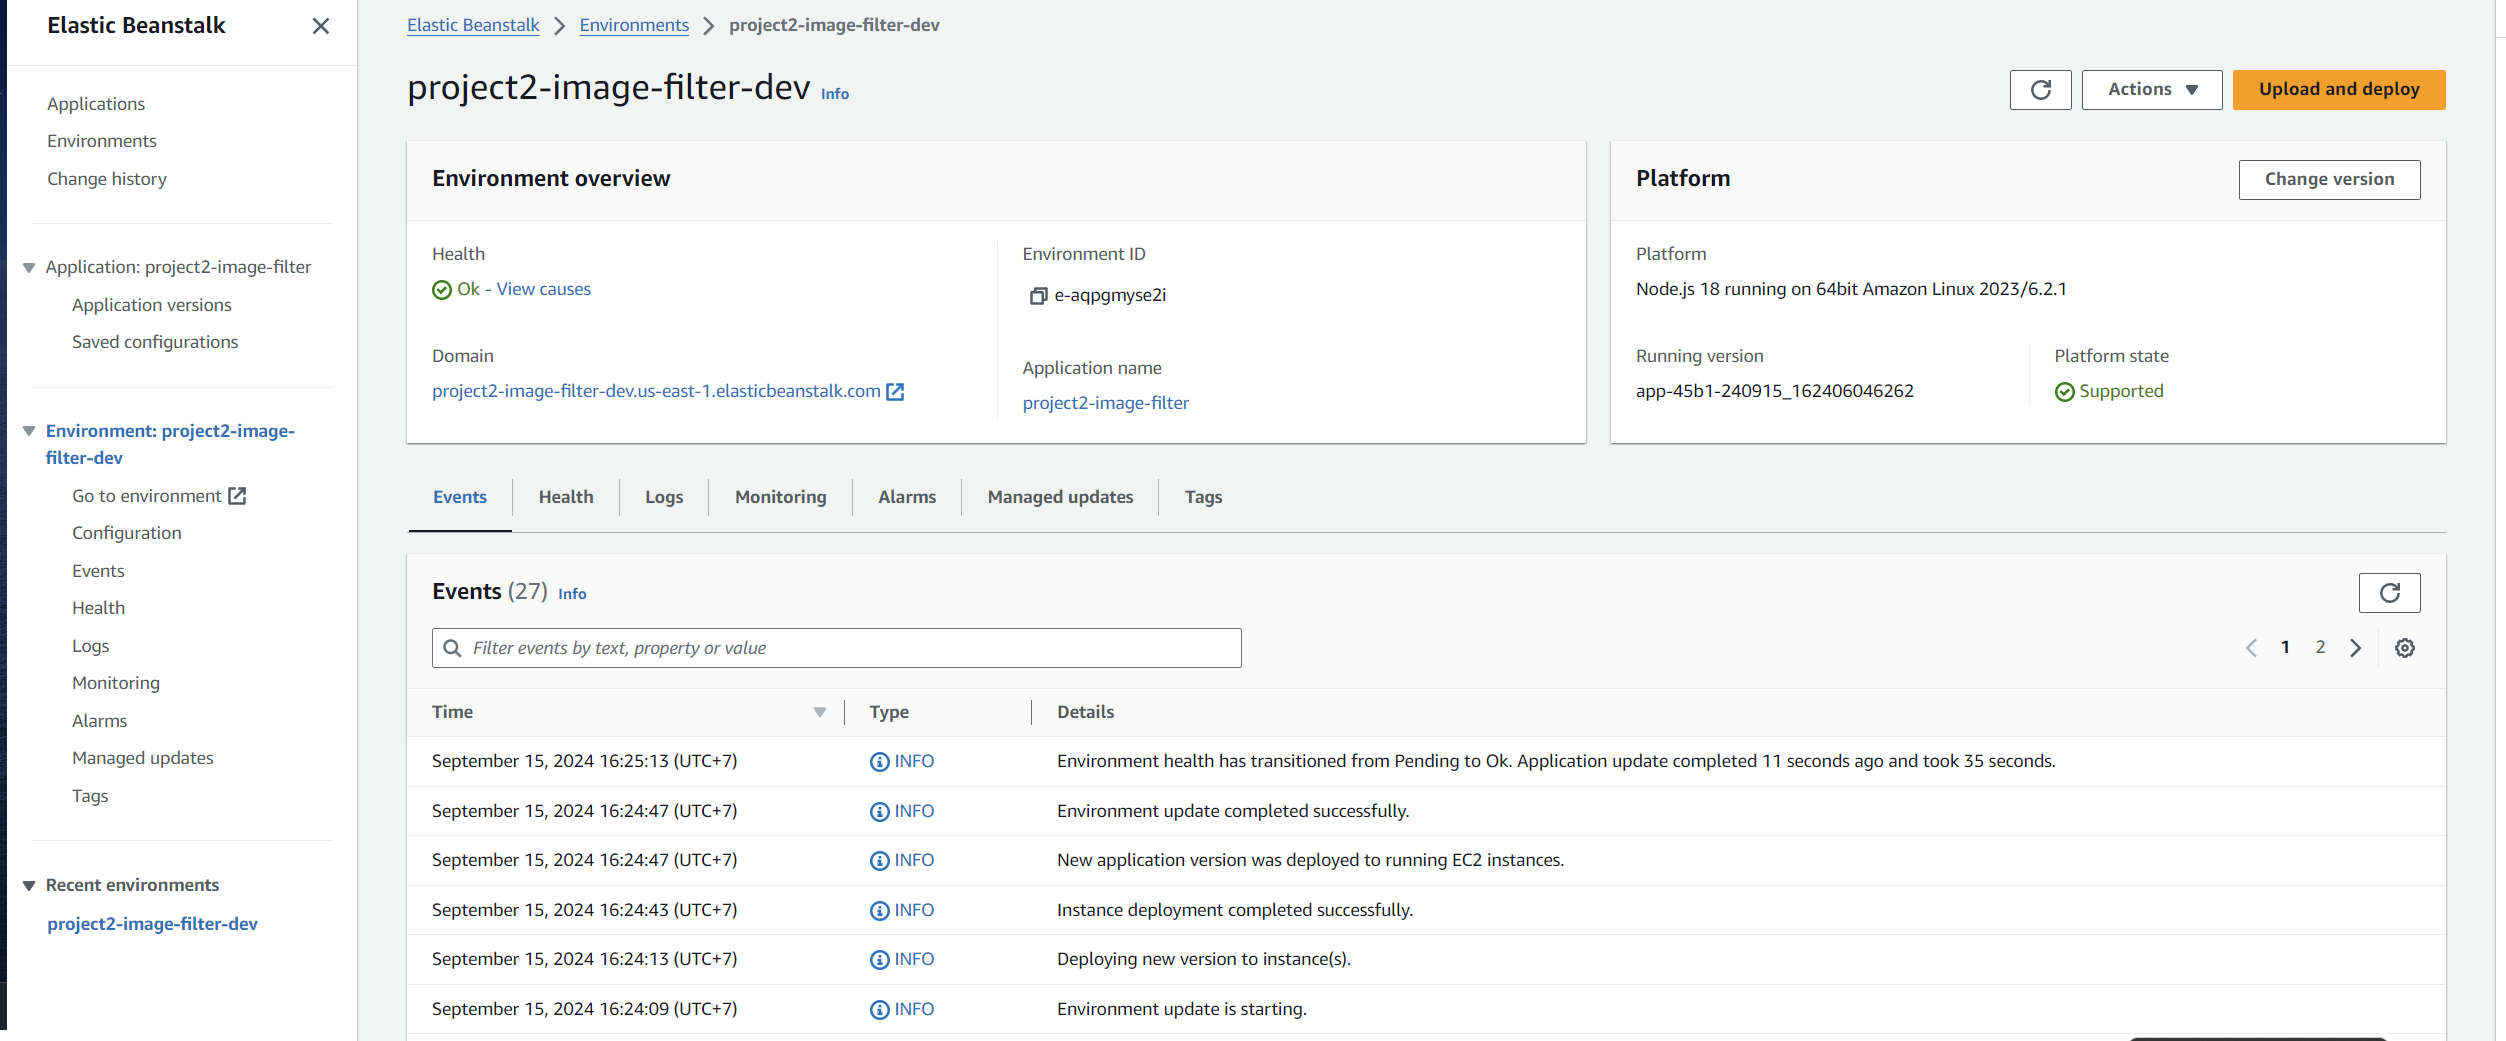 Elastic Beanstalk
Applications
Environments
Change history
Application: project2-image-filter
Application versions
Saved configurations
Environment: project2-image-
filter-dev
Go to environment
Configuration
Events
Health
Logs
Monitoring
Alarms
Managed updates
Tags
Recent environments
project2-image-filter-dev
Elastic Beanstalk > Environments > project2-image-filter-dev
project2-image-filter-dev Info
Actions
Upload and deploy
Environment overview
Health
Ok - View causes
Domain
project2-image-filter-dev.us-east-1.elasticbeanstalk.com
Environment ID
e-aqpgmyse2i
Application name
project2-image-filter
Platform
Change version
Platform
Node.js 18 running on 64bit Amazon Linux 2023/6.2.1
Running version
app-45b1-240915_162406046262
Platform state
Supported
Events Health Logs Monitoring Alarms Managed updates Tags
Events (27) Info
Filter events by text, property or value
1 2
Time Type Details
September 15, 2024 16:25:13 (UTC+7) INFO Environment health has transitioned from Pending to Ok. Application update completed 11 seconds ago and took 35 seconds.
September 15, 2024 16:24:47 (UTC+7) INFO Environment update completed successfully.
September 15, 2024 16:24:47 (UTC+7) INFO New application version was deployed to running EC2 instances.
September 15, 2024 16:24:43 (UTC+7) INFO Instance deployment completed successfully.
September 15, 2024 16:24:13 (UTC+7) INFO Deploying new version to instance(s).
September 15, 2024 16:24:09 (UTC+7) INFO Environment update is starting.